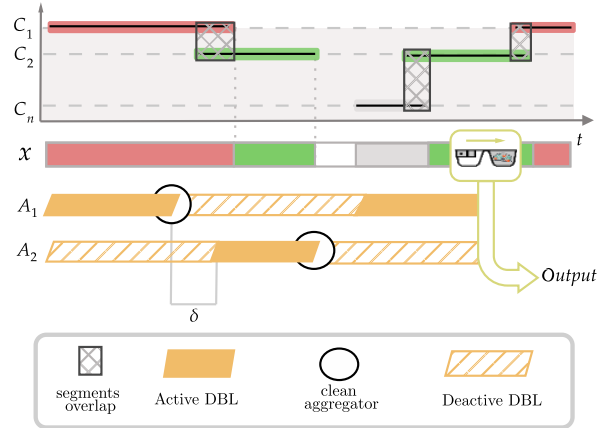 C1
C2
Cn
t
x
A1
A2
δ
Output
segments
overlap
Active DBL
clean
aggregator
Deactive DBL